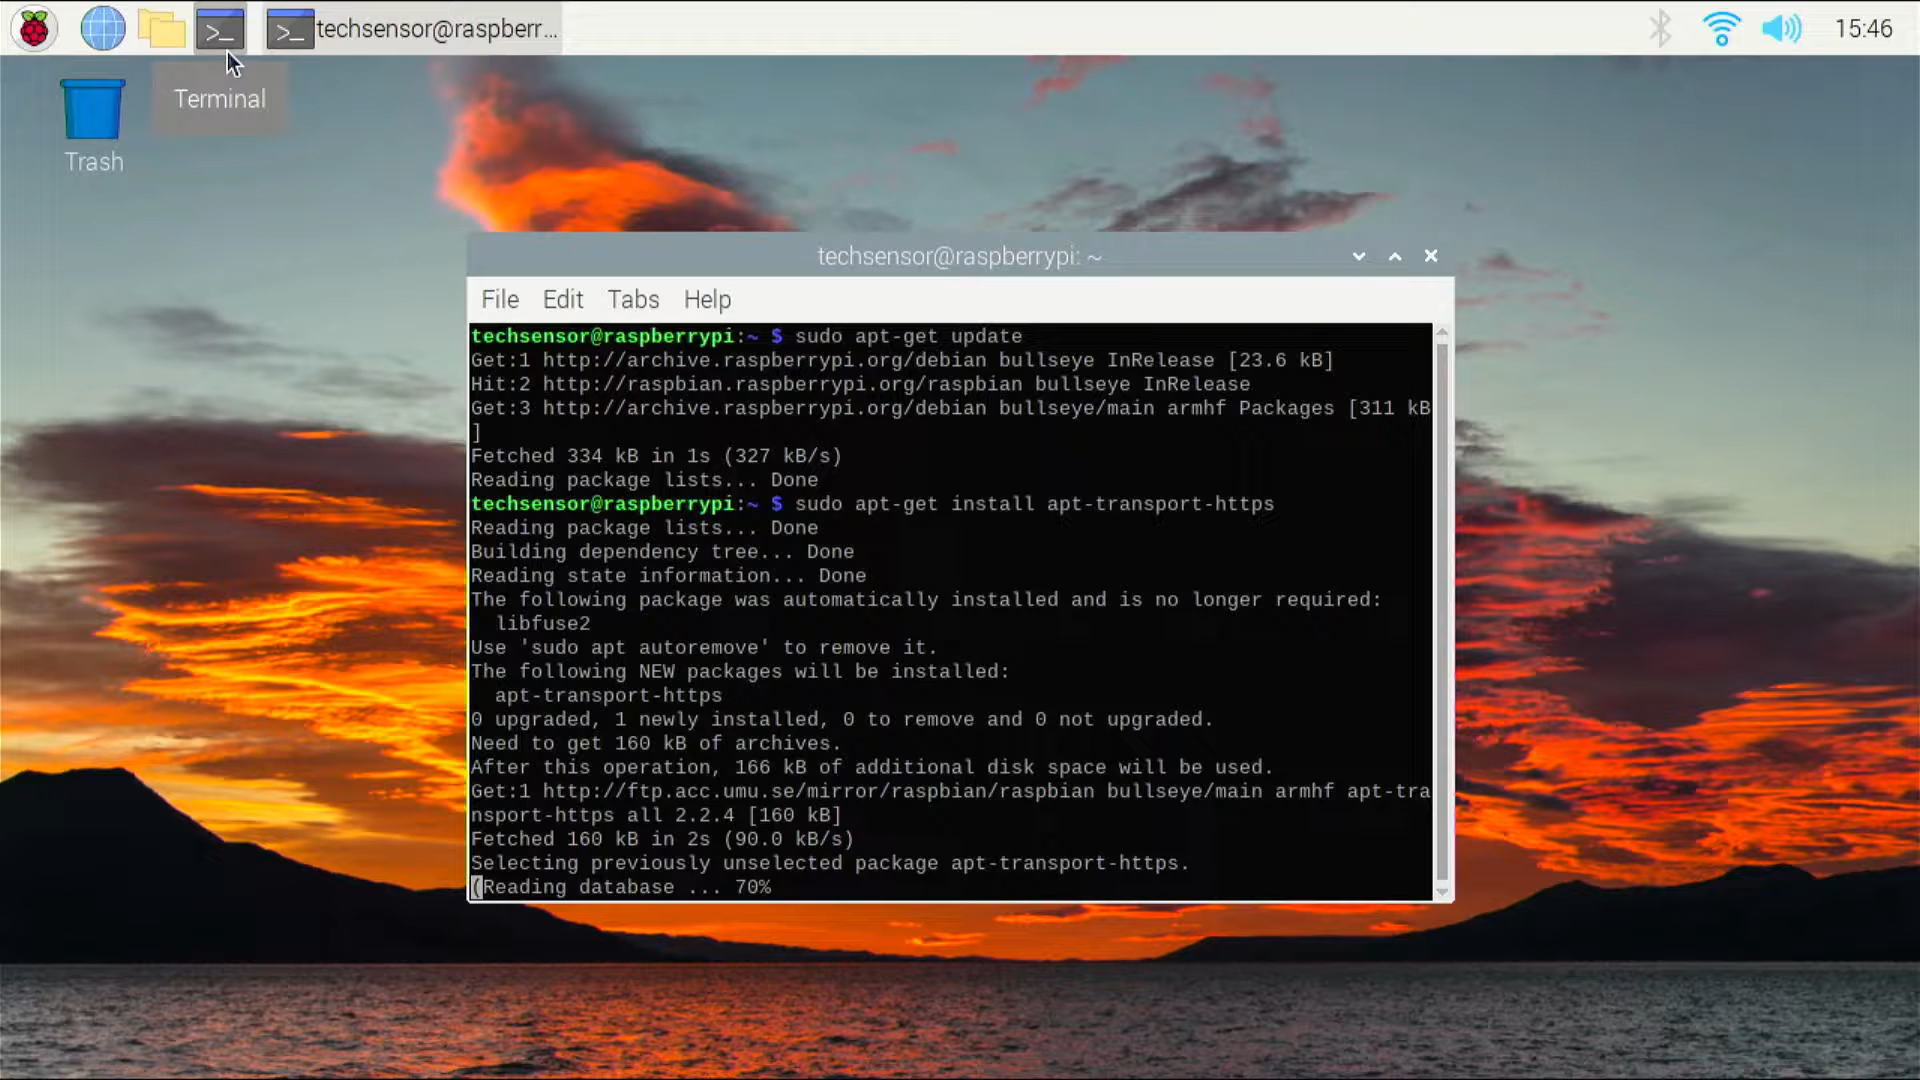 techsensor@raspberr...
15:46
Terminal
Trash
techsensor@raspberrypi: ~
File Edit Tabs Help
techsensor@raspberrypi:~ $ sudo apt-get update
Get:1 http://archive.raspberrypi.org/debian bullseye InRelease [23.6 kB]
Hit:2 http://raspbian.raspberrypi.org/raspbian bullseye InRelease
Get:3 http://archive.raspberrypi.org/debian bullseye/main armhf Packages [311 kB
]
Fetched 334 kB in 1s (327 kB/s)
Reading package lists... Done
techsensor@raspberrypi:~ $ sudo apt-get install apt-transport-https
Reading package lists... Done
Building dependency tree... Done
Reading state information... Done
The following package was automatically installed and is no longer required:
  libfuse2
Use 'sudo apt autoremove' to remove it.
The following NEW packages will be installed:
  apt-transport-https
0 upgraded, 1 newly installed, 0 to remove and 0 not upgraded.
Need to get 160 kB of archives.
After this operation, 166 kB of additional disk space will be used.
Get:1 http://ftp.acc.umu.se/mirror/raspbian/raspbian bullseye/main armhf apt-tra
nsport-https all 2.2.4 [160 kB]
Fetched 160 kB in 2s (90.0 kB/s)
Selecting previously unselected package apt-transport-https.
(Reading database ... 70%